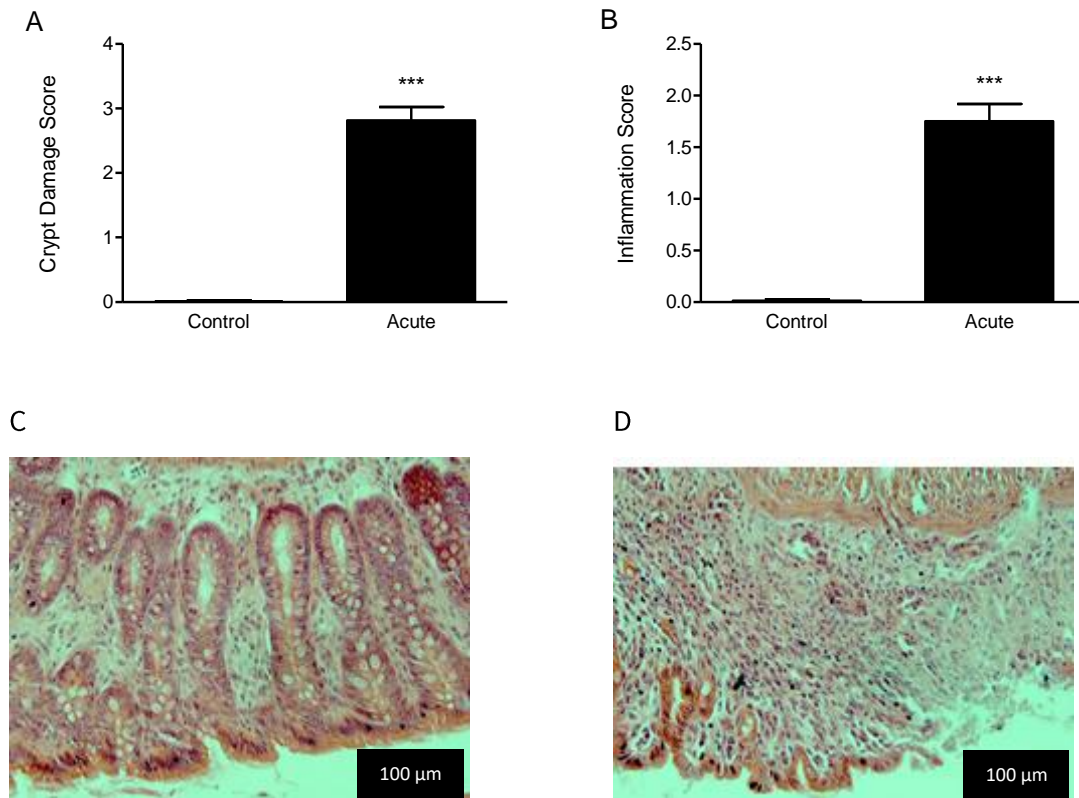 A
Crypt Damage Score
4
3
2
1
0
***
Control
Acute
B
Inflammation Score
2.5
2.0
1.5
1.0
0.5
0.0
***
Control
Acute
C
100 µm
D
100 µm